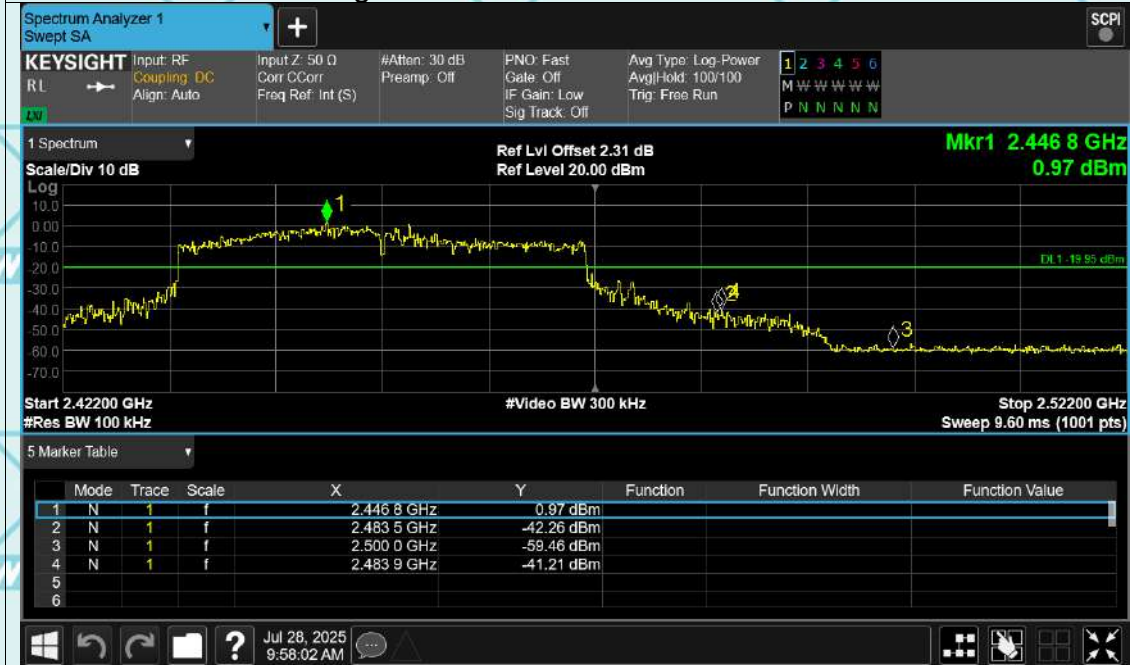 Spectrum Analyzer 1
Swept SA
+
SCPI
KEYSIGHT Input: RF Input Z: 50 Ω #Atten: 30 dB PNO: Fast Avg Type: Log-Power 1 2 3 4 5 6
RL Coupling: DC Corr CCorr Preamp: Off Gate: Off Avg|Hold: 100/100 M W W W W W
Align: Auto Freq Ref: Int (S) IF Gain: Low Trig: Free Run P N N N N N
LXI Sig Track: Off
1 Spectrum Ref Lvl Offset 2.31 dB Mkr1 2.446 8 GHz
Scale/Div 10 dB Ref Level 20.00 dBm 0.97 dBm
Log
10.0 1
0.00
-10.0
-20.0 DL1 -19.95 dBm
-30.0
-40.0
-50.0 3
-60.0
-70.0
Start 2.42200 GHz #Video BW 300 kHz Stop 2.52200 GHz
#Res BW 100 kHz Sweep 9.60 ms (1001 pts)
5 Marker Table
Mode Trace Scale X Y Function Function Width Function Value
1 N 1 f 2.446 8 GHz 0.97 dBm
2 N 1 f 2.483 5 GHz -42.26 dBm
3 N 1 f 2.500 0 GHz -59.46 dBm
4 N 1 f 2.483 9 GHz -41.21 dBm
5
6
? Jul 28, 2025
9:58:02 AM